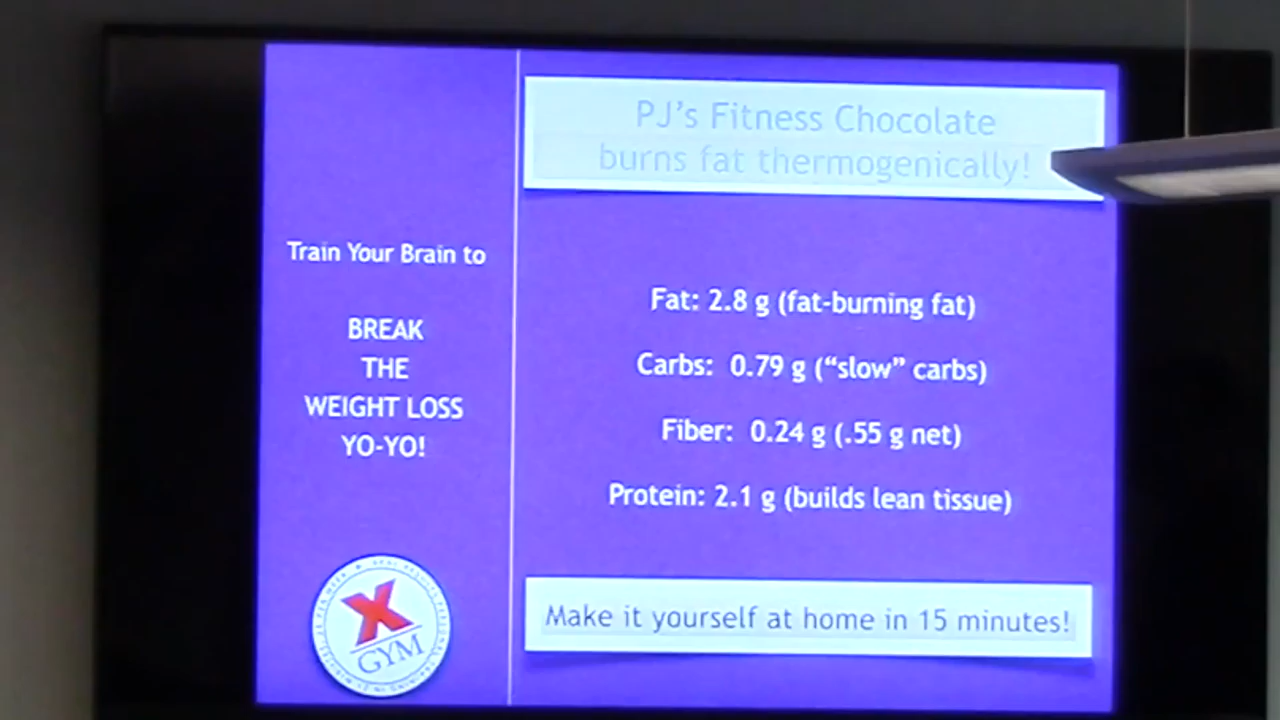 PJ's Fitness Chocolate
burns fat thermogenically!
Train Your Brain to
BREAK
THE
WEIGHT LOSS
YO-YO!
Fat: 2.8 g (fat-burning fat)
Carbs: 0.79 g (“slow” carbs)
Fiber: 0.24 g (.55 g net)
Protein: 2.1 g (builds lean tissue)
Make it yourself at home in 15 minutes!
X
GYM